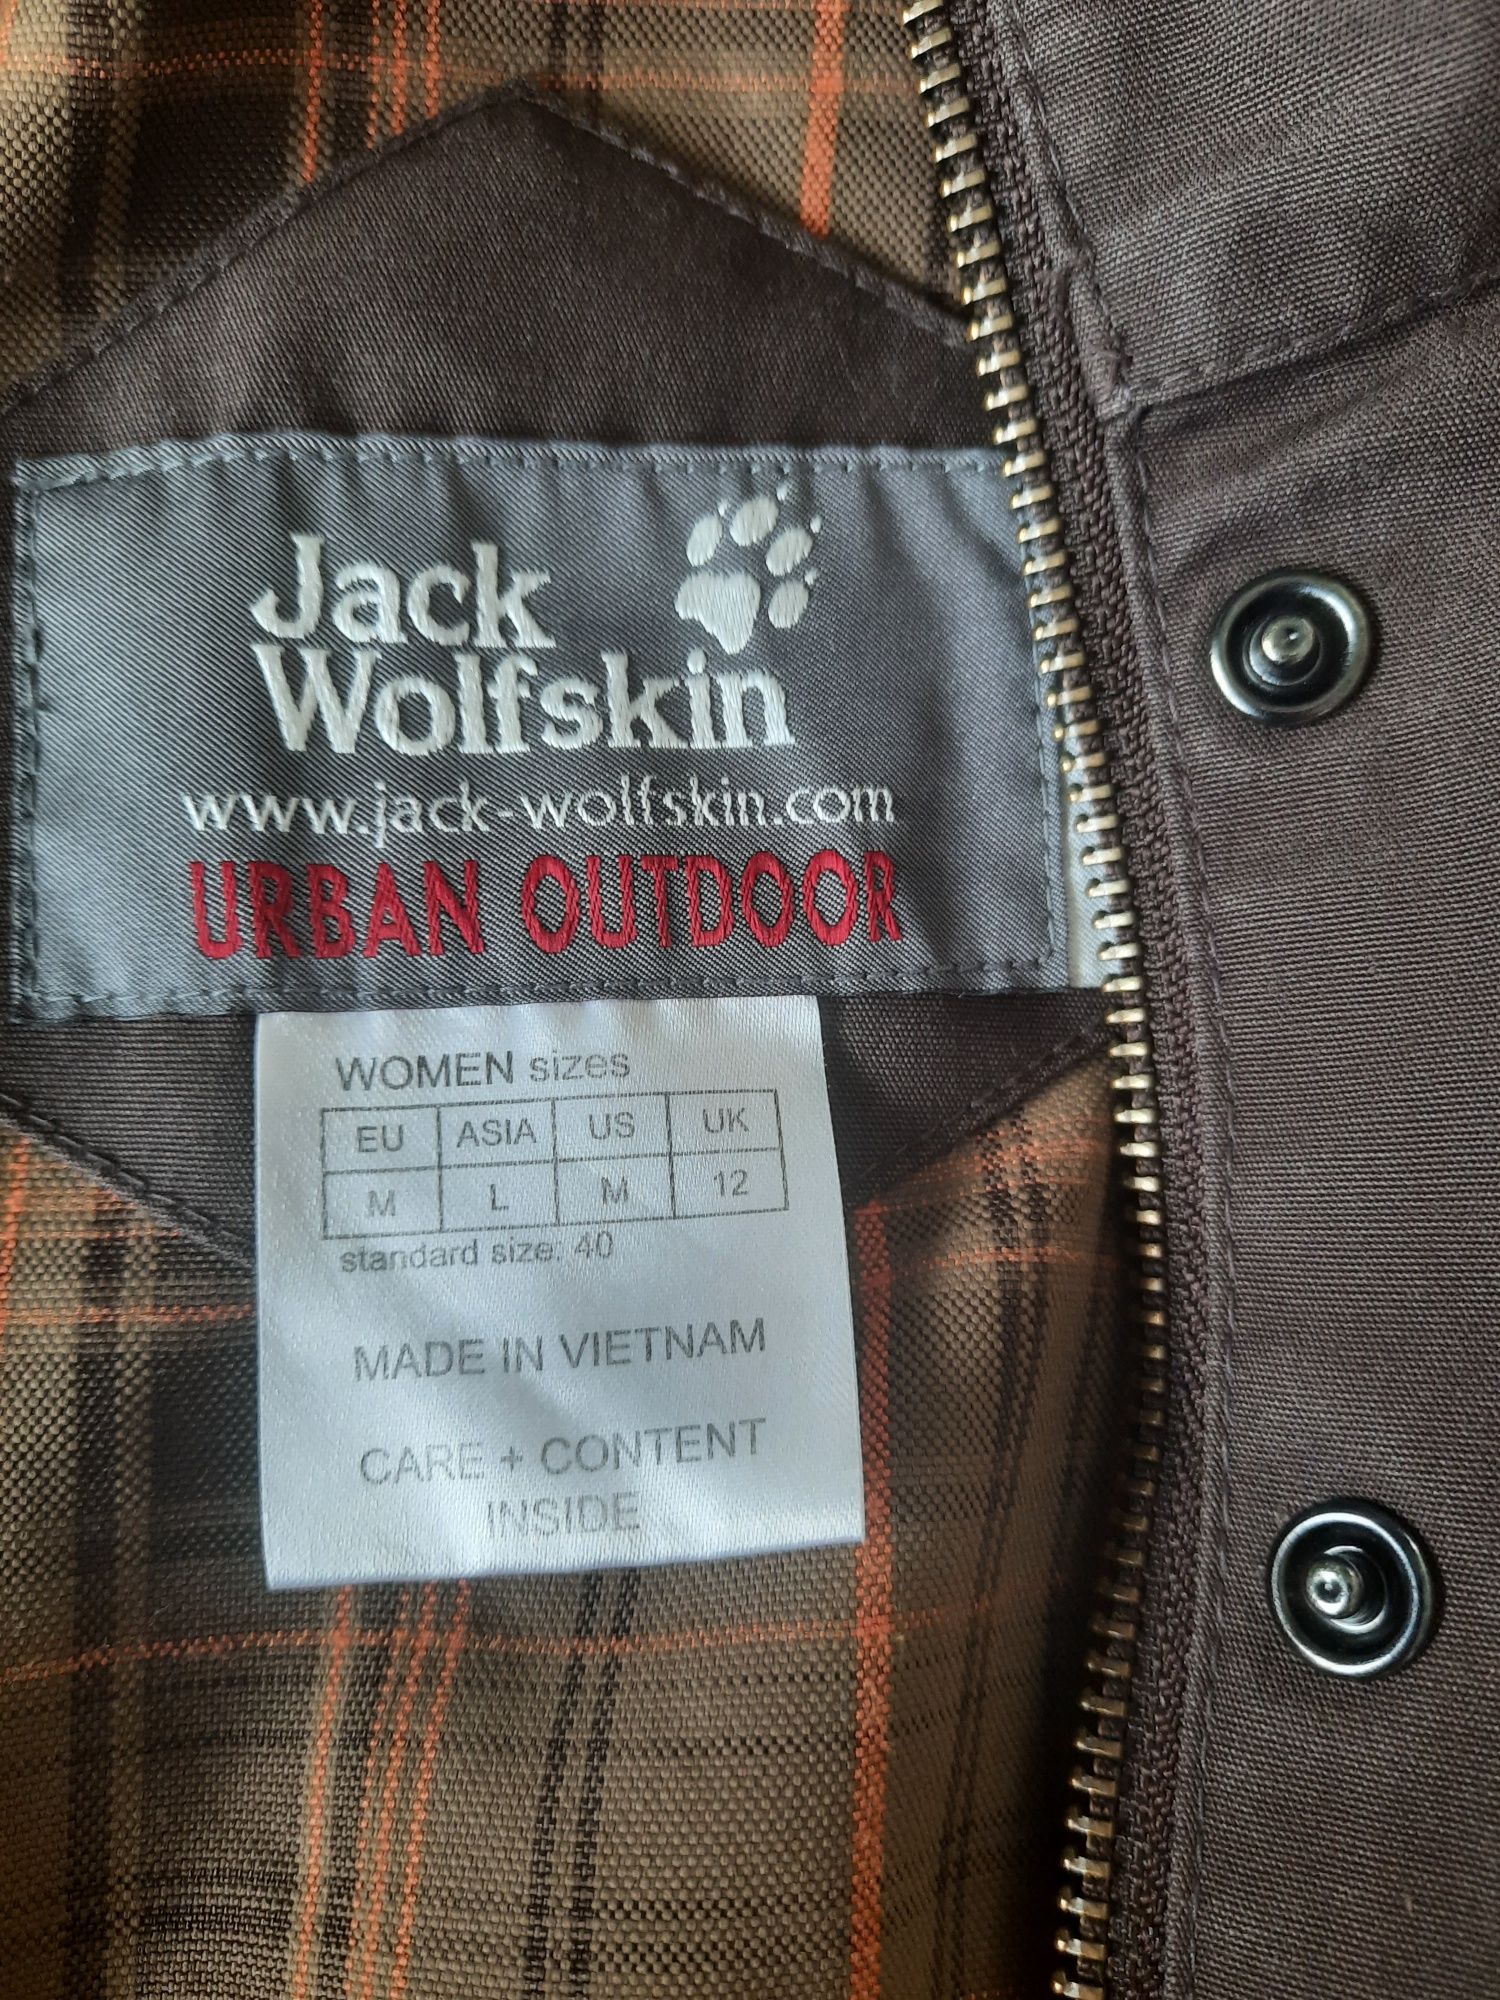 Jack
Wolfskin
www.jack-wolfskin.com
URBAN OUTDOOR
WOMEN sizes
EU ASIA US UK
M L M 12
standard size: 40
MADE IN VIETNAM
CARE + CONTENT
INSIDE